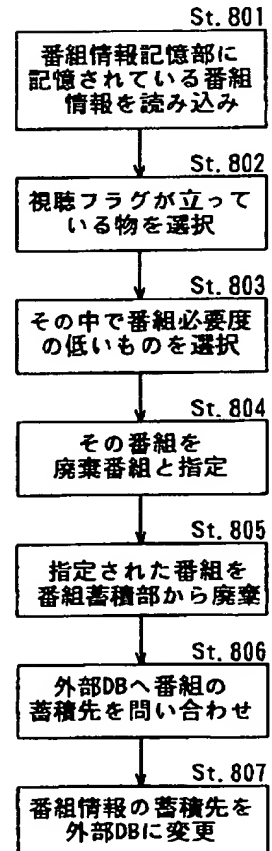 St. 801
番組情報記憶部に
記憶されている番組
情報を読み込み
St. 802
視聴フラグが立って
いる物を選択
St. 803
その中で番組必要度
の低いものを選択
St. 804
その番組を
廃棄番組と指定
St. 805
指定された番組を
番組蓄積部から廃棄
St. 806
外部DBへ番組の
蓄積先を問い合わせ
St. 807
番組情報の蓄積先を
外部DBに変更